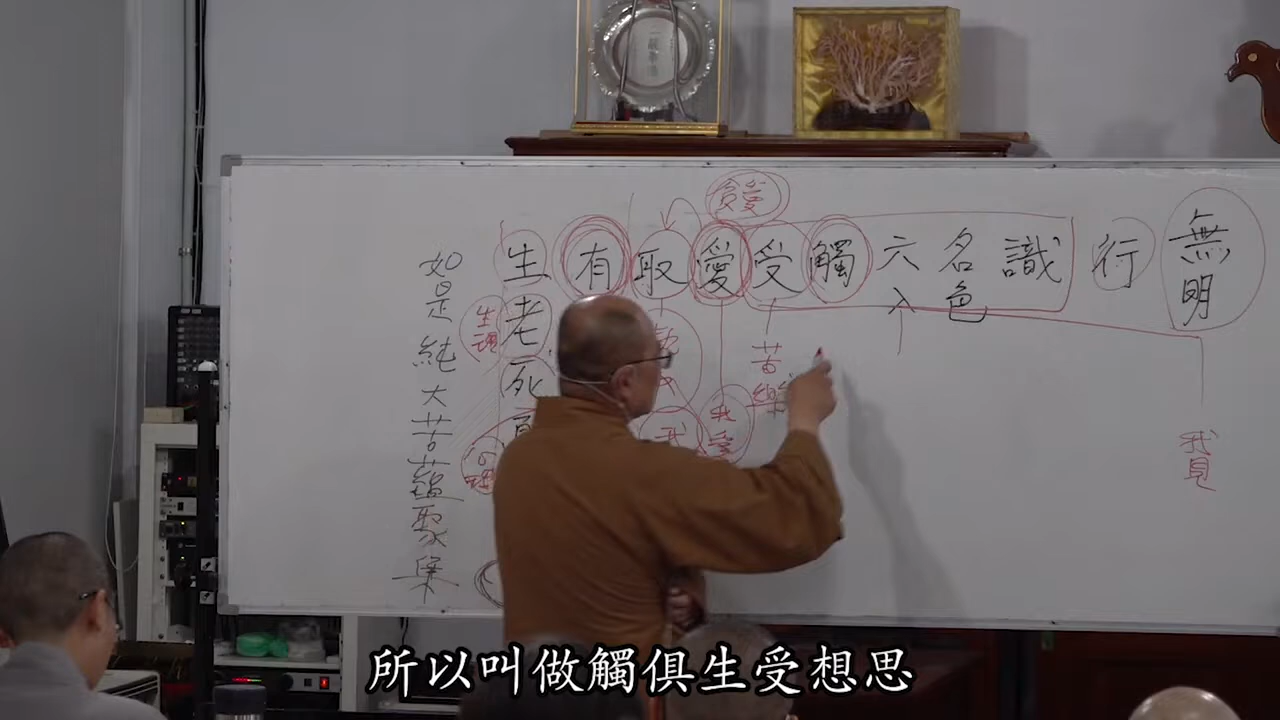 貪愛
無明
行
識
名色
六入
觸
受
愛
取
有
生
老死
苦樂
我愛
我見
我
生現
如是純大苦蘊聚集
所以叫做觸俱生受想思